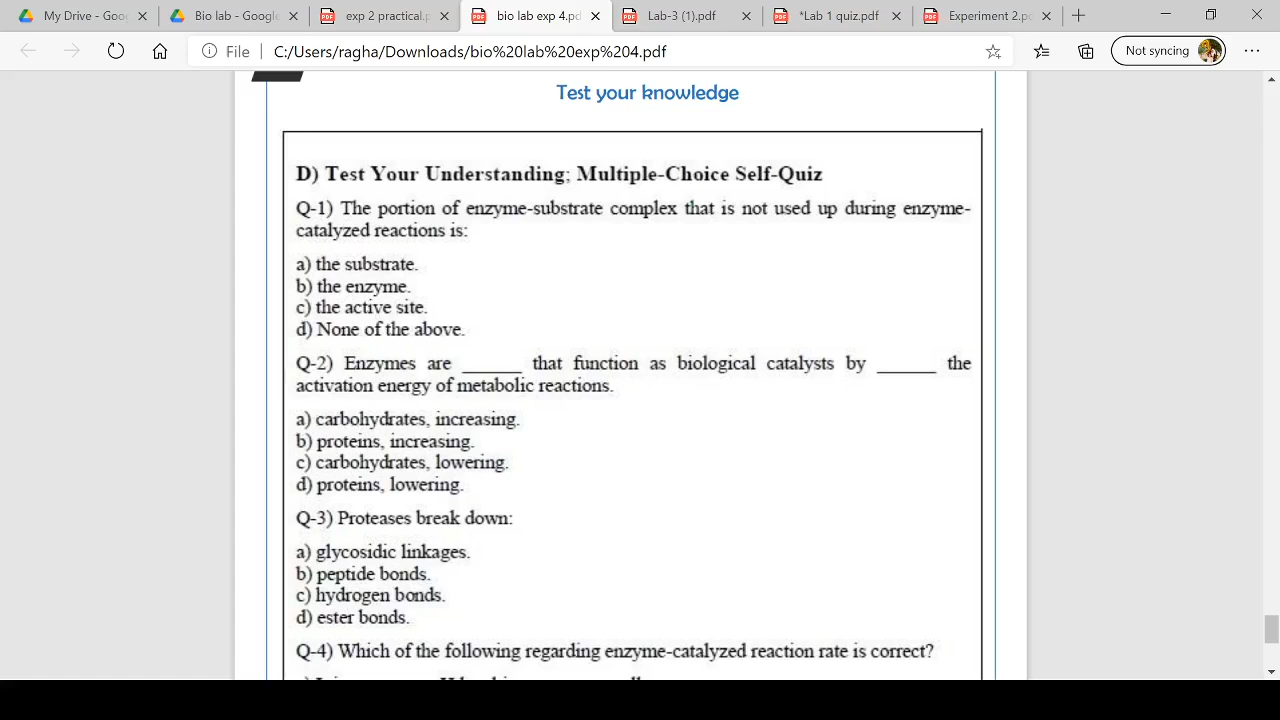 My Drive - Goo
Bio lab - Google
exp 2 practical.p
bio lab exp 4.pd
Lab-3 (1).pdf
*Lab 1 quiz.pdf
Experiment 2.pd
File
C:/Users/ragha/Downloads/bio%20lab%20exp%204.pdf
Not syncing
Test your knowledge
D) Test Your Understanding; Multiple-Choice Self-Quiz
Q-1) The portion of enzyme-substrate complex that is not used up during enzyme-
catalyzed reactions is:
a) the substrate.
b) the enzyme.
c) the active site.
d) None of the above.
Q-2) Enzymes are ______ that function as biological catalysts by ______ the
activation energy of metabolic reactions.
a) carbohydrates, increasing.
b) proteins, increasing.
c) carbohydrates, lowering.
d) proteins, lowering.
Q-3) Proteases break down:
a) glycosidic linkages.
b) peptide bonds.
c) hydrogen bonds.
d) ester bonds.
Q-4) Which of the following regarding enzyme-catalyzed reaction rate is correct?